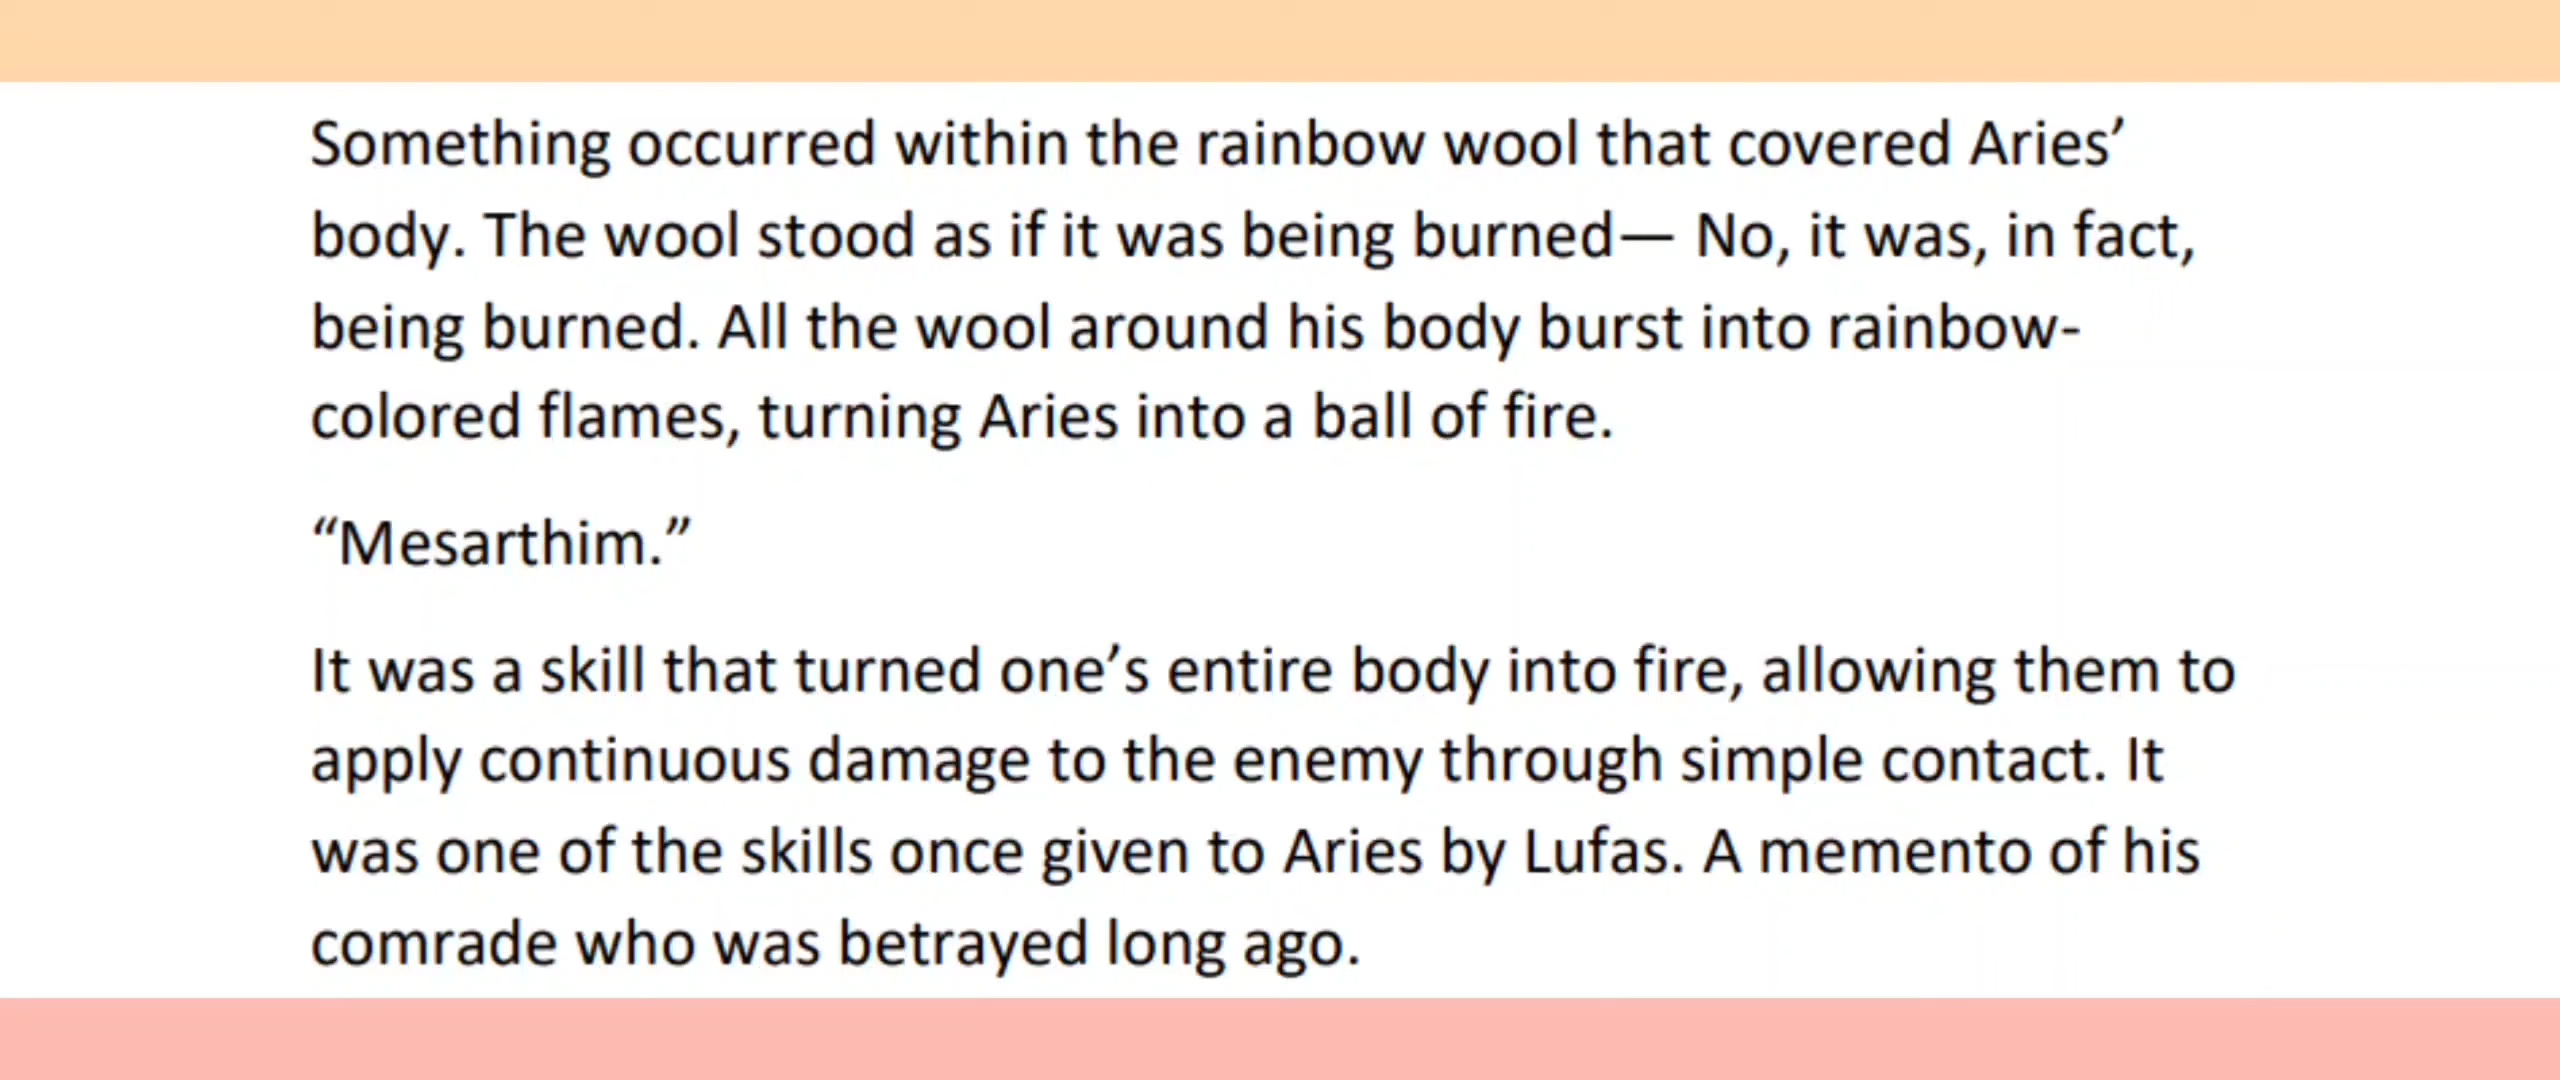 Something occurred within the rainbow wool that covered Aries’
body. The wool stood as if it was being burned— No, it was, in fact,
being burned. All the wool around his body burst into rainbow-
colored flames, turning Aries into a ball of fire.
“Mesarthim.”
It was a skill that turned one’s entire body into fire, allowing them to
apply continuous damage to the enemy through simple contact. It
was one of the skills once given to Aries by Lufas. A memento of his
comrade who was betrayed long ago.